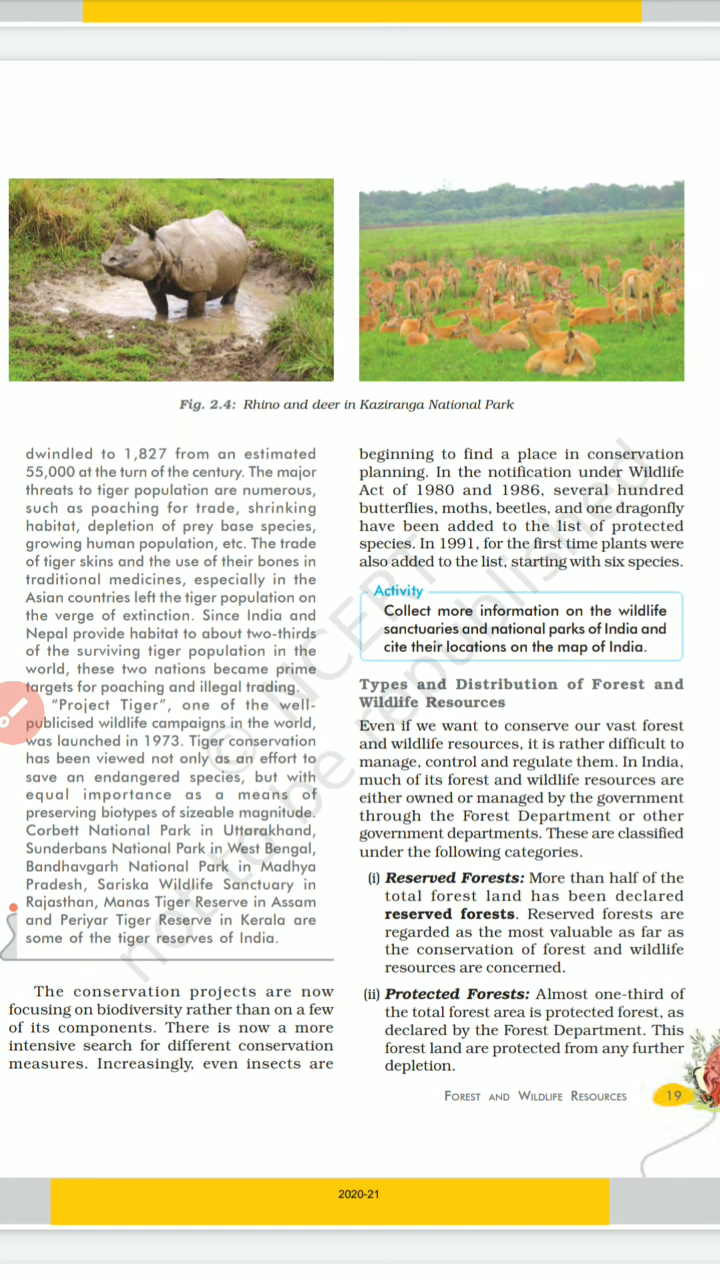 Fig. 2.4: Rhino and deer in Kaziranga National Park
dwindled to 1,827 from an estimated
55,000 at the turn of the century. The major
threats to tiger population are numerous,
such as poaching for trade, shrinking
habitat, depletion of prey base species,
growing human population, etc. The trade
of tiger skins and the use of their bones in
traditional medicines, especially in the
Asian countries left the tiger population on
the verge of extinction. Since India and
Nepal provide habitat to about two-thirds
of the surviving tiger population in the
world, these two nations became prime
targets for poaching and illegal trading.
"Project Tiger", one of the well-
publicised wildlife campaigns in the world,
was launched in 1973. Tiger conservation
has been viewed not only as an effort to
save an endangered species, but with
equal importance as a means of
preserving biotypes of sizeable magnitude.
Corbett National Park in Uttarakhand,
Sunderbans National Park in West Bengal,
Bandhavgarh National Park in Madhya
Pradesh, Sariska Wildlife Sanctuary in
Rajasthan, Manas Tiger Reserve in Assam
and Periyar Tiger Reserve in Kerala are
some of the tiger reserves of India.
The conservation projects are now
focusing on biodiversity rather than on a few
of its components. There is now a more
intensive search for different conservation
measures. Increasingly, even insects are
beginning to find a place in conservation
planning. In the notification under Wildlife
Act of 1980 and 1986, several hundred
butterflies, moths, beetles, and one dragonfly
have been added to the list of protected
species. In 1991, for the first time plants were
also added to the list, starting with six species.
Activity
Collect more information on the wildlife
sanctuaries and national parks of India and
cite their locations on the map of India.
Types and Distribution of Forest and
Wildlife Resources
Even if we want to conserve our vast forest
and wildlife resources, it is rather difficult to
manage, control and regulate them. In India,
much of its forest and wildlife resources are
either owned or managed by the government
through the Forest Department or other
government departments. These are classified
under the following categories.
(i) Reserved Forests: More than half of the
total forest land has been declared
reserved forests. Reserved forests are
regarded as the most valuable as far as
the conservation of forest and wildlife
resources are concerned.
(ii) Protected Forests: Almost one-third of
the total forest area is protected forest, as
declared by the Forest Department. This
forest land are protected from any further
depletion.
FOREST AND WILDLIFE RESOURCES 19
2020-21
© NCERT
not to be republished